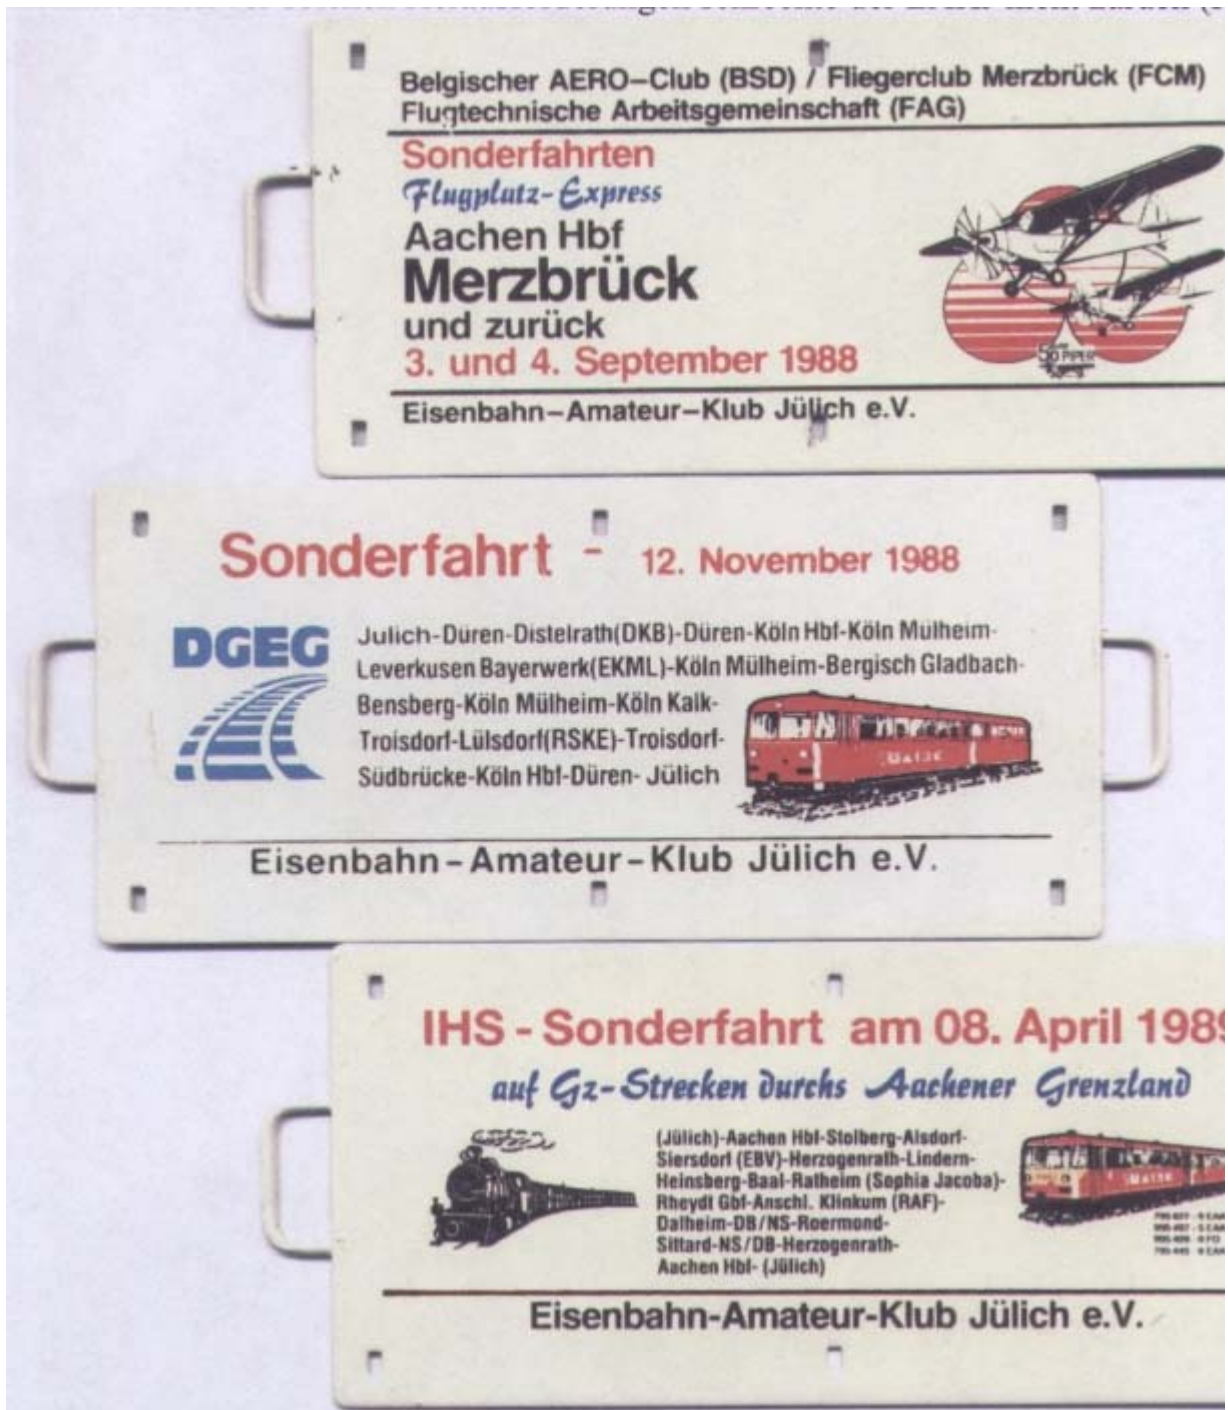 Belgischer AERO-Club (BSD) / Fliegerclub Merzbrück (FCM)
Flugtechnische Arbeitsgemeinschaft (FAG)
Sonderfahrten
Flugplatz-Express
Aachen Hbf
Merzbrück
und zurück
3. und 4. September 1988
50 PIPER
Eisenbahn-Amateur-Klub Jülich e.V.
Sonderfahrt - 12. November 1988
DGEG
Julich-Düren-Distelrath(DKB)-Düren-Köln Hbf-Köln Mülheim-
Leverkusen Bayerwerk(EKML)-Köln Mülheim-Bergisch Gladbach-
Bensberg-Köln Mülheim-Köln Kalk-
Troisdorf-Lülsdorf(RSKE)-Troisdorf-
Südbrücke-Köln Hbf-Düren- Jülich
Eisenbahn-Amateur-Klub Jülich e.V.
IHS - Sonderfahrt am 08. April 198
auf Gz-Strecken durchs Aachener Grenzland
(Jülich)-Aachen Hbf-Stolberg-Alsdorf-
Siersdorf (EBV)-Herzogenrath-Lindern-
Heinsberg-Baal-Ratheim (Sophia Jacoba)-
Rheydt Gbf-Anschl. Klinkum (RAF)-
Dalheim-DB/NS-Roermond-
Sittard-NS/DB-Herzogenrath-
Aachen Hbf- (Jülich)
Eisenbahn-Amateur-Klub Jülich e.V.